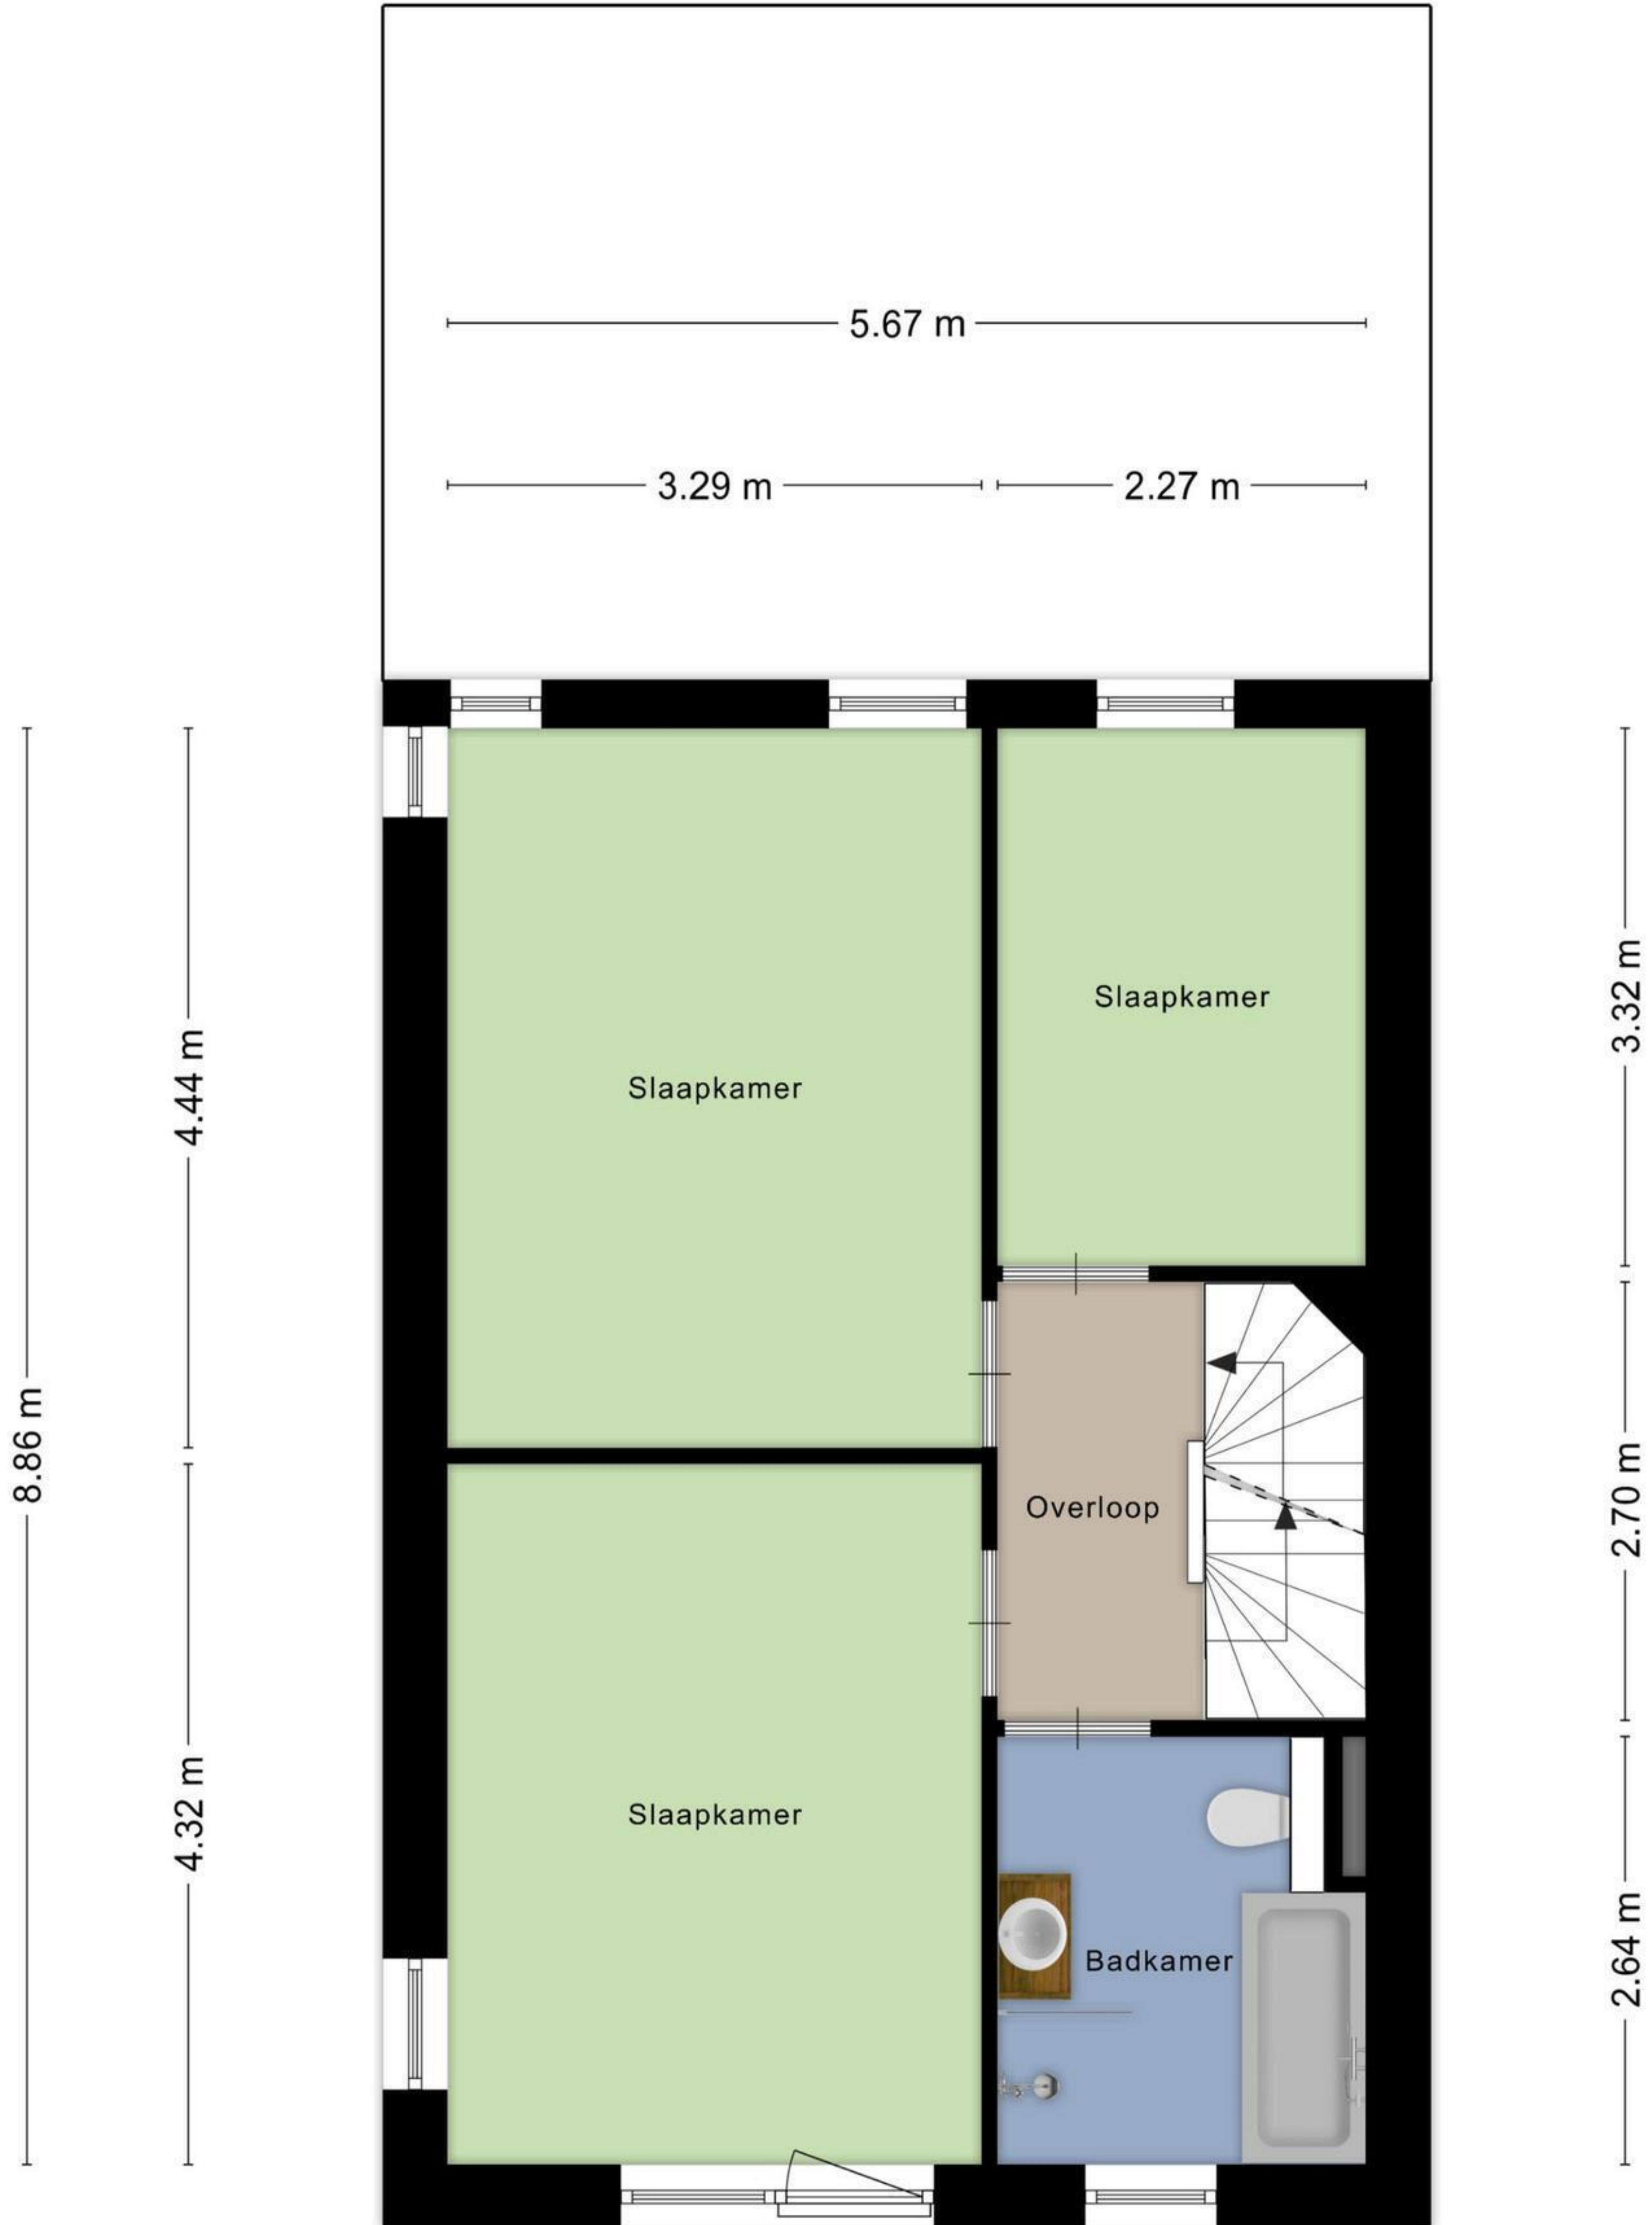 5.67 m
3.29 m
2.27 m
3.32 m
Slaapkamer
Slaapkamer
4.44 m
8.86 m
2.70 m
Overloop
4.32 m
Slaapkamer
2.64 m
Badkamer